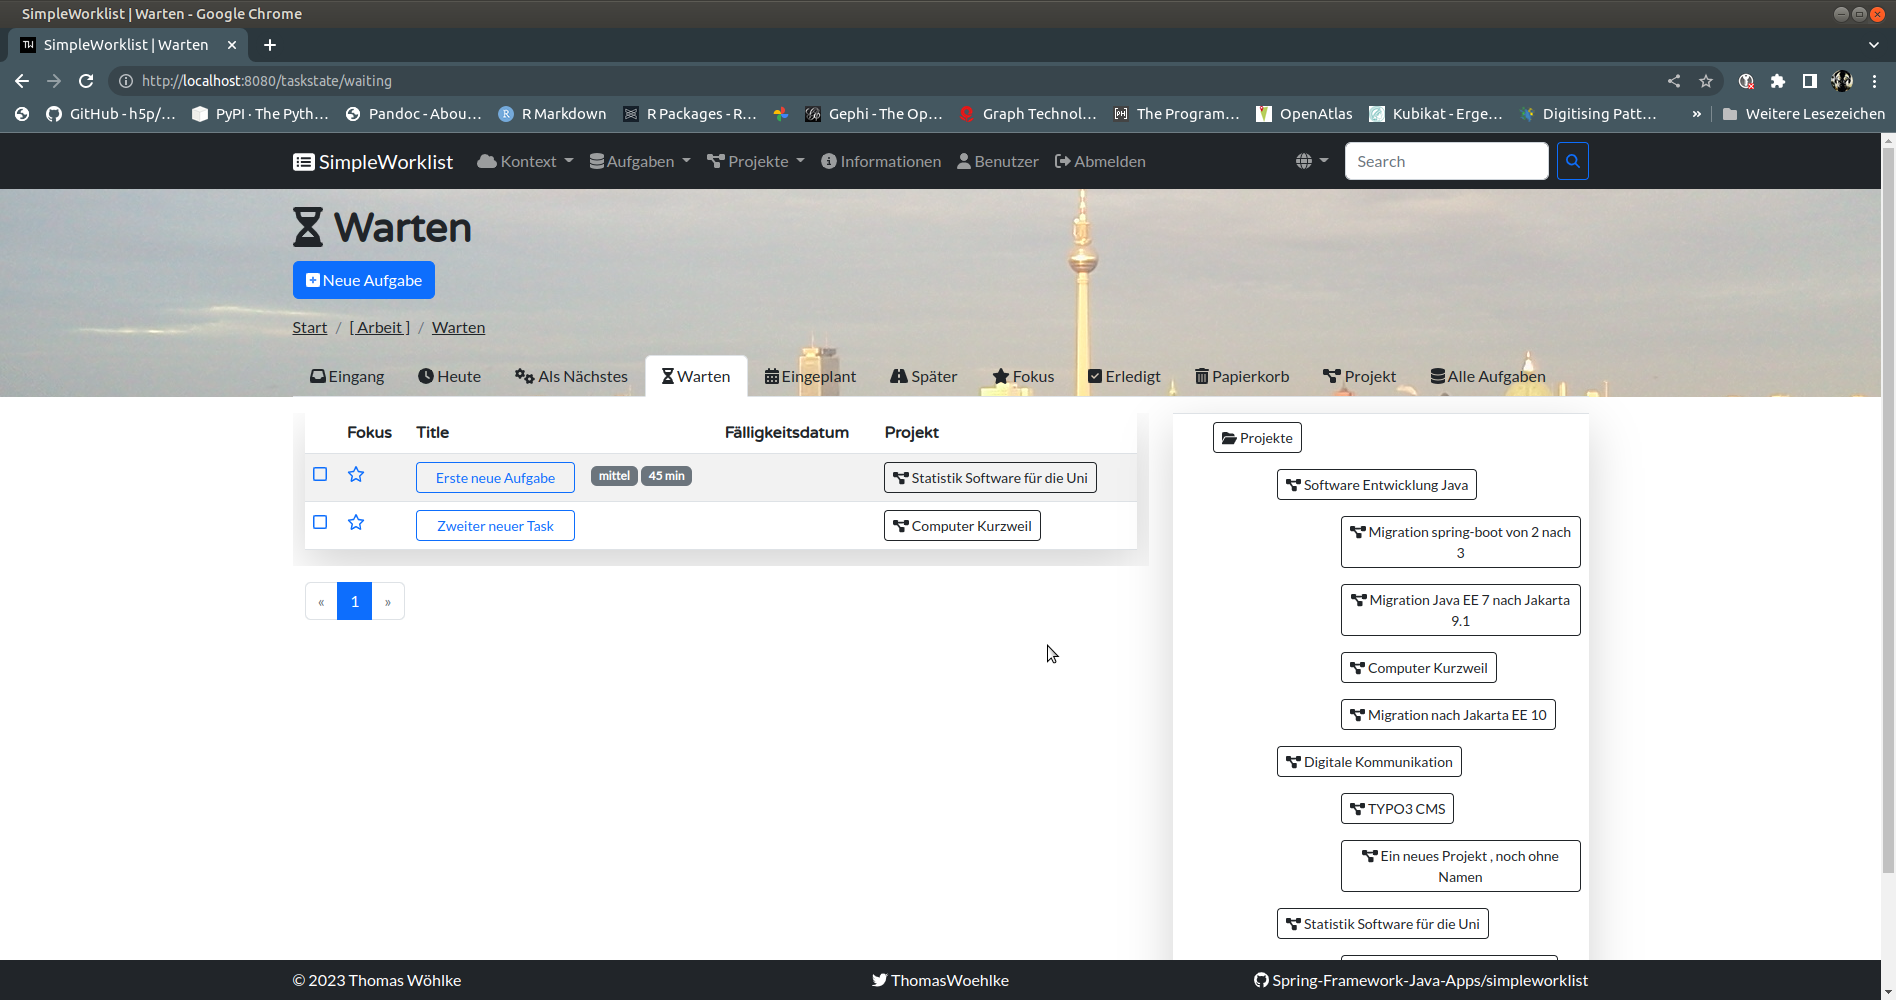 SimpleWorklist | Warten - Google Chrome
SimpleWorklist | Warten
http://localhost:8080/taskstate/waiting
GitHub - h5p/… PyPI · The Pyth… Pandoc - Abou… R Markdown R Packages - R… Gephi - The Op… Graph Technol… The Program… OpenAtlas Kubikat - Erge… Digitising Patt… » Weitere Lesezeichen
SimpleWorklist Kontext Aufgaben Projekte Informationen Benutzer Abmelden Search
Warten
Neue Aufgabe
Start / [ Arbeit ] / Warten
Eingang Heute Als Nächstes Warten Eingeplant Später Fokus Erledigt Papierkorb Projekt Alle Aufgaben
Fokus Title Fälligkeitsdatum Projekt
Erste neue Aufgabe mittel 45 min Statistik Software für die Uni
Zweiter neuer Task Computer Kurzweil
« 1 »
Projekte
Software Entwicklung Java
Migration spring-boot von 2 nach
3
Migration Java EE 7 nach Jakarta
9.1
Computer Kurzweil
Migration nach Jakarta EE 10
Digitale Kommunikation
TYPO3 CMS
Ein neues Projekt , noch ohne
Namen
Statistik Software für die Uni
© 2023 Thomas Wöhlke ThomasWoehlke Spring-Framework-Java-Apps/simpleworklist